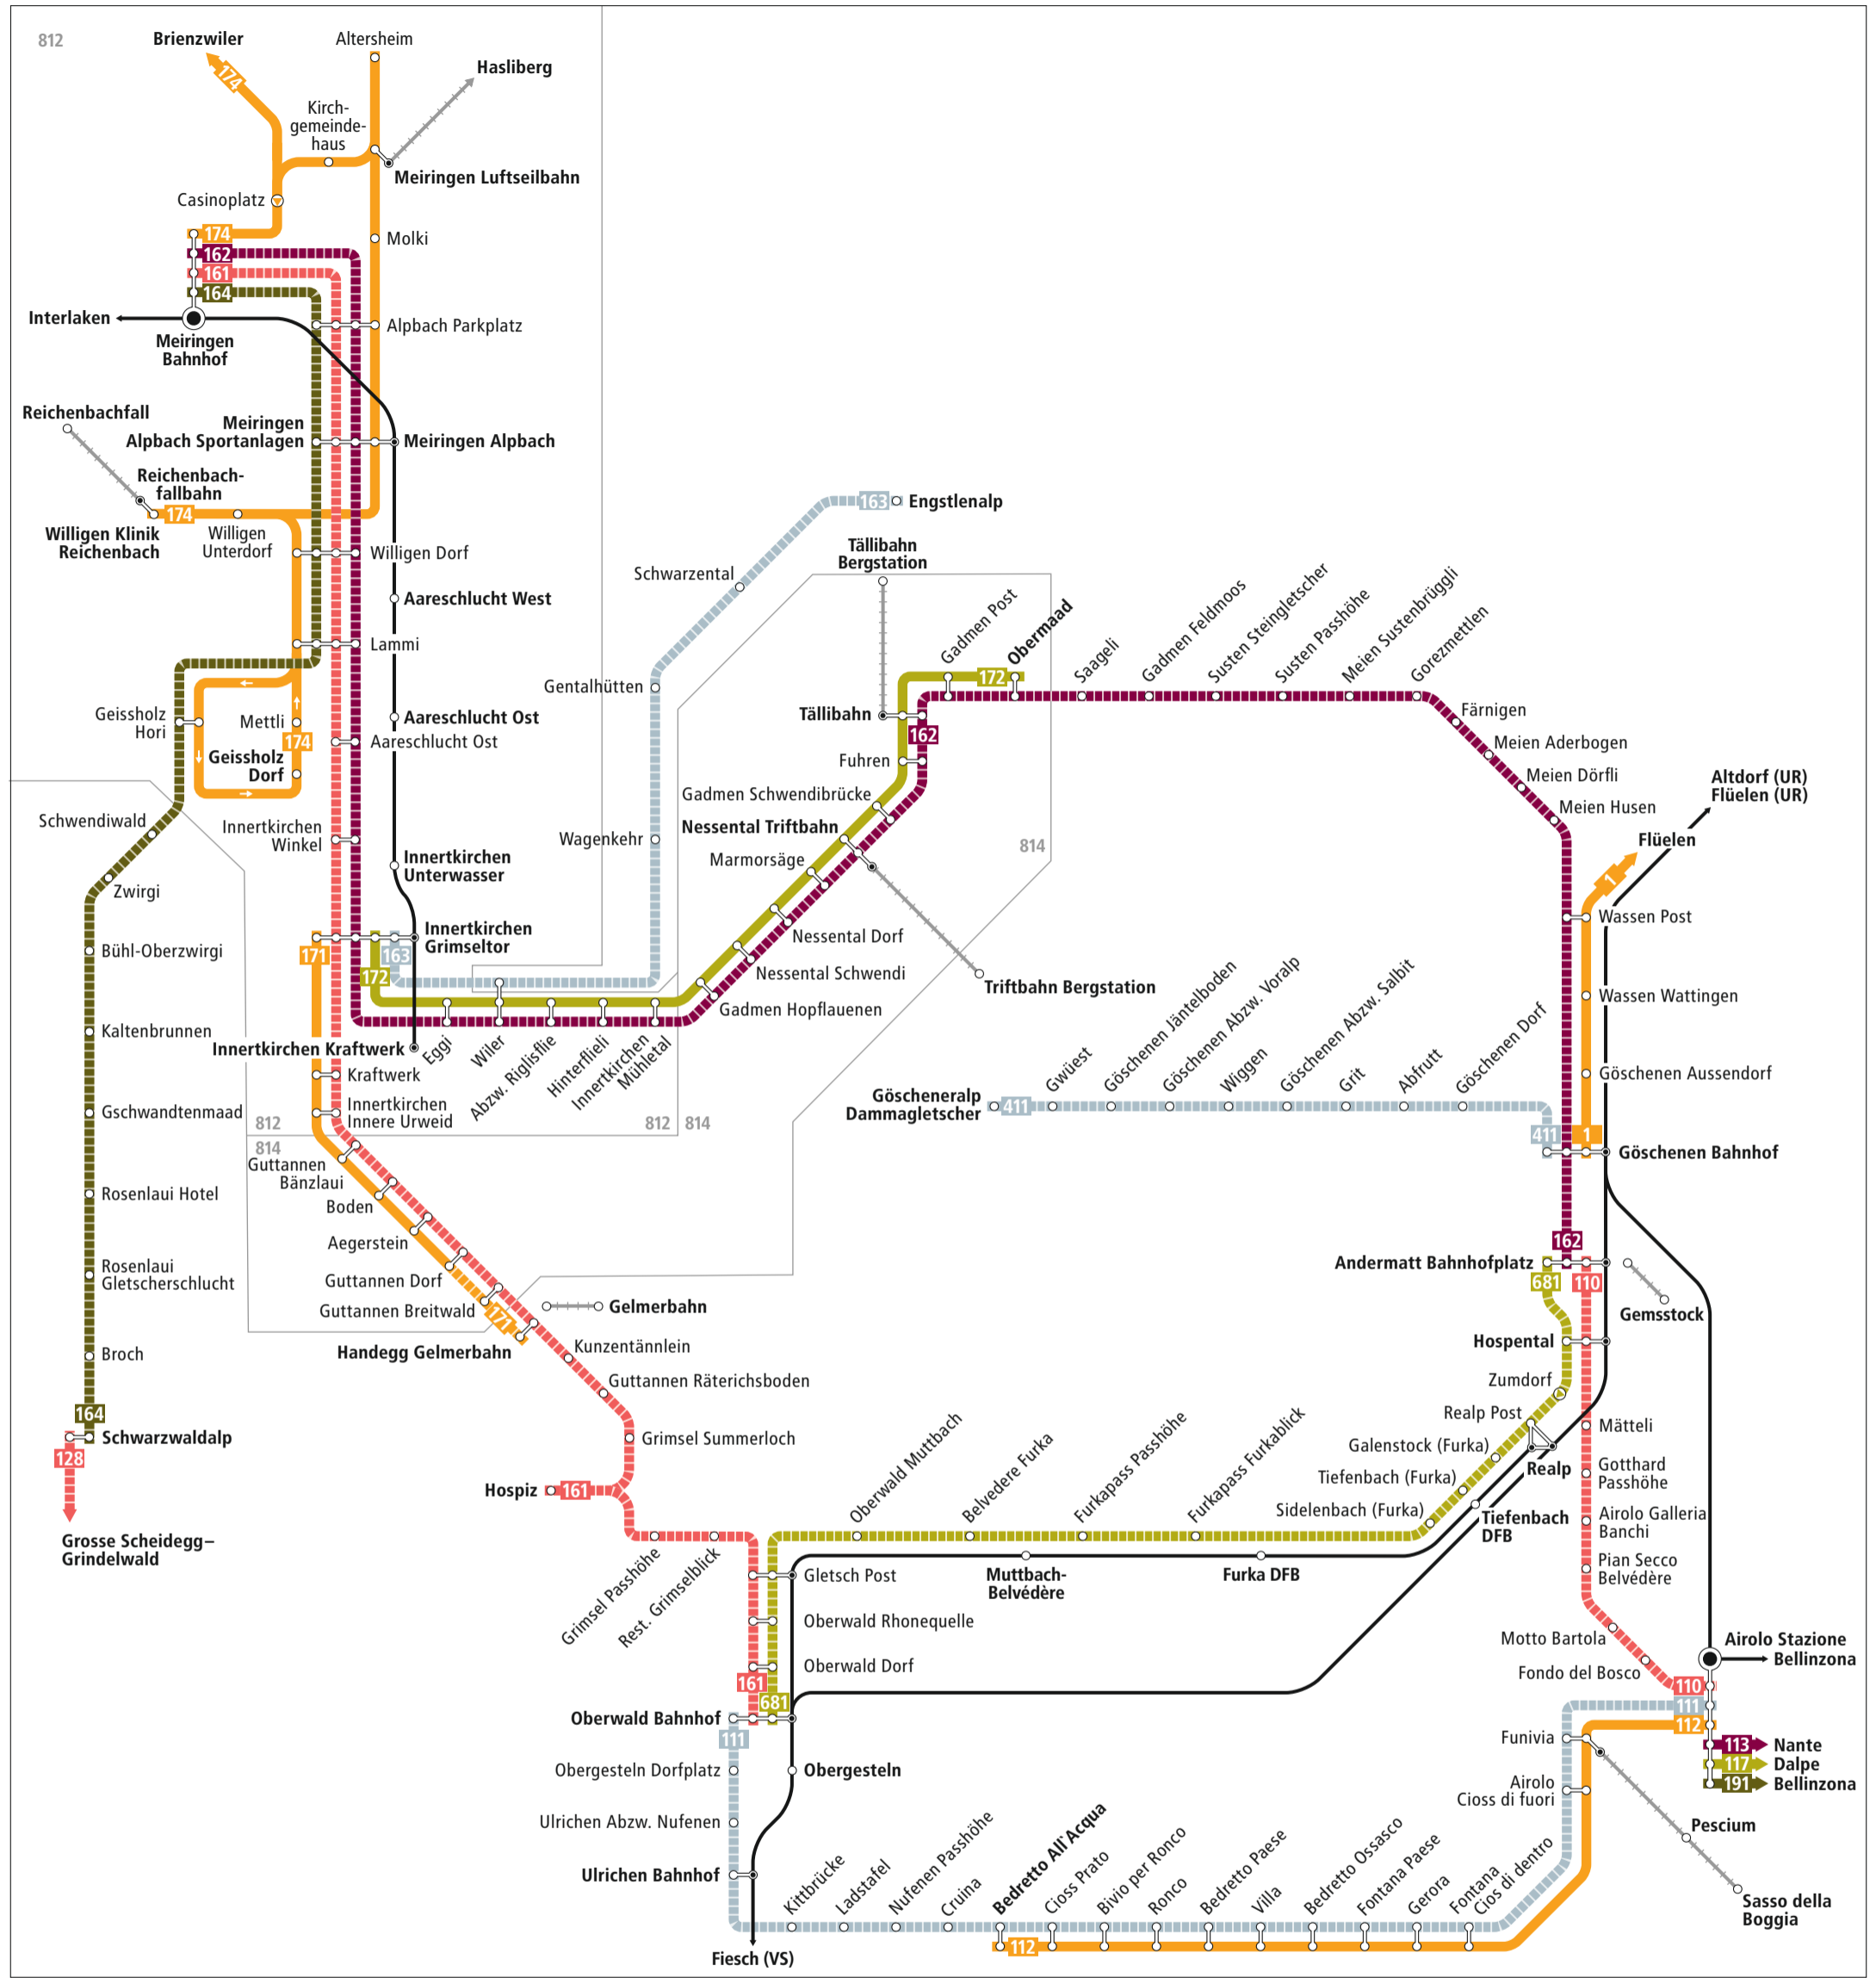 812
Brienzwiler
174
Altersheim
Hasliberg
Kirch-
gemeinde-
haus
Meiringen Luftseilbahn
Casinoplatz
174
162
161
164
Molki
Interlaken
Meiringen
Bahnhof
Alpbach Parkplatz
Reichenbachfall
Meiringen
Alpbach Sportanlagen
Meiringen Alpbach
Reichenbach-
fallbahn
174
Willigen Klinik
Reichenbach
Willigen
Unterdorf
Willigen Dorf
Aareschlucht West
Lammi
Geissholz
Hori
Mettli
174
Geissholz
Dorf
Aareschlucht Ost
Aareschlucht Ost
Schwendiwald
Innertkirchen
Winkel
Zwirgi
Innertkirchen
Unterwasser
Bühl-Oberzwirgi
171
172
163
Innertkirchen
Grimseltor
Kaltenbrunnen
Innertkirchen Kraftwerk
Gschwandtenmaad
Kraftwerk
Innertkirchen
Innere Urweid
812
814
812
814
Rosenlaui Hotel
Rosenlaui
Gletscherschlucht
Broch
164
Schwarzwaldalp
128
Grosse Scheidegg–
Grindelwald
163
Engstlenalp
Schwarzental
Gentalhütten
Wagenkehr
Tällibahn
Bergstation
Gadmen Post
172
Obermaad
Saageli
Gadmen Feldmoos
Susten Steingletscher
Susten Passhöhe
Meien Sustenbrüggli
Gorezmettlen
Tällibahn
162
Fuhren
Gadmen Schwendibrücke
Nessental Triftbahn
Marmorsäge
814
Nessental Dorf
Nessental Schwendi
Gadmen Hopflauenen
Triftbahn Bergstation
Eggi
Wiler
Abzw. Riglisflie
Hinterflieli
Innertkirchen
Mühletal
Färnigen
Meien Aderbogen
Meien Dörfli
Meien Husen
Altdorf (UR)
Flüelen (UR)
Flüelen
1
Wassen Post
Wassen Wattingen
Göschenen Aussendorf
Göscheneralp
Dammagletscher
411
Gwüest
Göschenen Jäntelboden
Göschenen Abzw. Voralp
Wiggen
Göschenen Abzw. Salbit
Grit
Abfrutt
Göschenen Dorf
411
1
Göschenen Bahnhof
162
Andermatt Bahnhofplatz
681
110
Gemsstock
Hospental
Zumdorf
Realp Post
Galenstock (Furka)
Realp
Tiefenbach (Furka)
Sidelenbach (Furka)
Tiefenbach
DFB
Mätteli
Gotthard
Passhöhe
Airolo Galleria
Banchi
Pian Secco
Belvédère
Motto Bartola
Fondo del Bosco
Airolo Stazione
Bellinzona
110
111
112
113
Nante
117
Dalpe
191
Bellinzona
Guttannen
Bänzlaui
Boden
Aegerstein
Guttannen Dorf
Guttannen Breitwald
171
Handegg Gelmerbahn
Gelmerbahn
Kunzentännlein
Guttannen Räterichsboden
Grimsel Summerloch
Hospiz
161
Grimsel Passhöhe
Rest. Grimselblick
Oberwald Muttbach
Belvedere Furka
Furkapass Passhöhe
Furkapass Furkablick
Gletsch Post
Muttbach-
Belvédère
Furka DFB
Oberwald Rhonequelle
Oberwald Dorf
161
681
Oberwald Bahnhof
111
Obergesteln Dorfplatz
Obergesteln
Ulrichen Abzw. Nufenen
Ulrichen Bahnhof
Fiesch (VS)
Kittbrücke
Ladstafel
Nufenen Passhöhe
Cruina
Bedretto All'Acqua
112
Cioss Prato
Bivio per Ronco
Ronco
Bedretto Paese
Villa
Bedretto Ossasco
Fontana Paese
Gerora
Fontana
Cios di dentro
Funivia
Airolo
Cioss di fuori
Pescium
Sasso della
Boggia